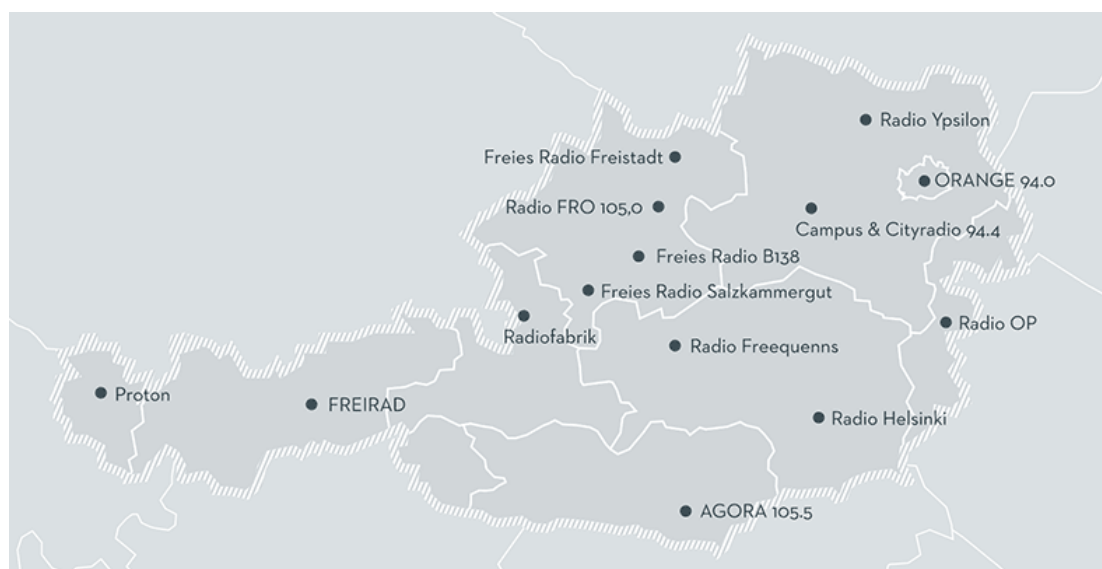 Radio Ypsilon
Freies Radio Freistadt
ORANGE 94.0
Radio FRO 105,0
Campus & Cityradio 94.4
Freies Radio B138
Freies Radio Salzkammergut
Radio OP
Radiofabrik
Radio Freequenns
Proton
FREIRAD
Radio Helsinki
AGORA 105.5